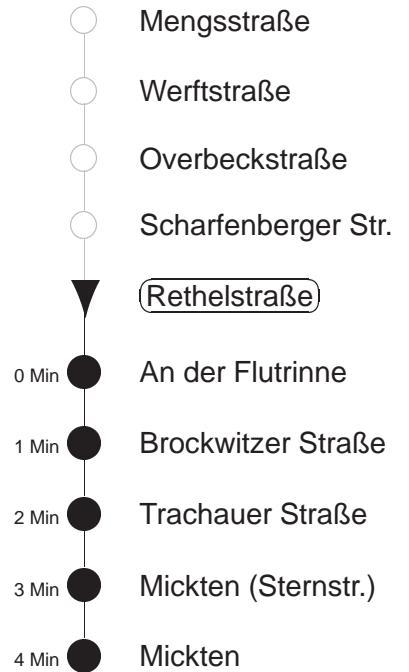 Mengsstraße
Werftstraße
Overbeckstraße
Scharfenberger Str.
Rethelstraße
0 Min An der Flutrinne
1 Min Brockwitzer Straße
2 Min Trachauer Straße
3 Min Mickten (Sternstr.)
4 Min Mickten